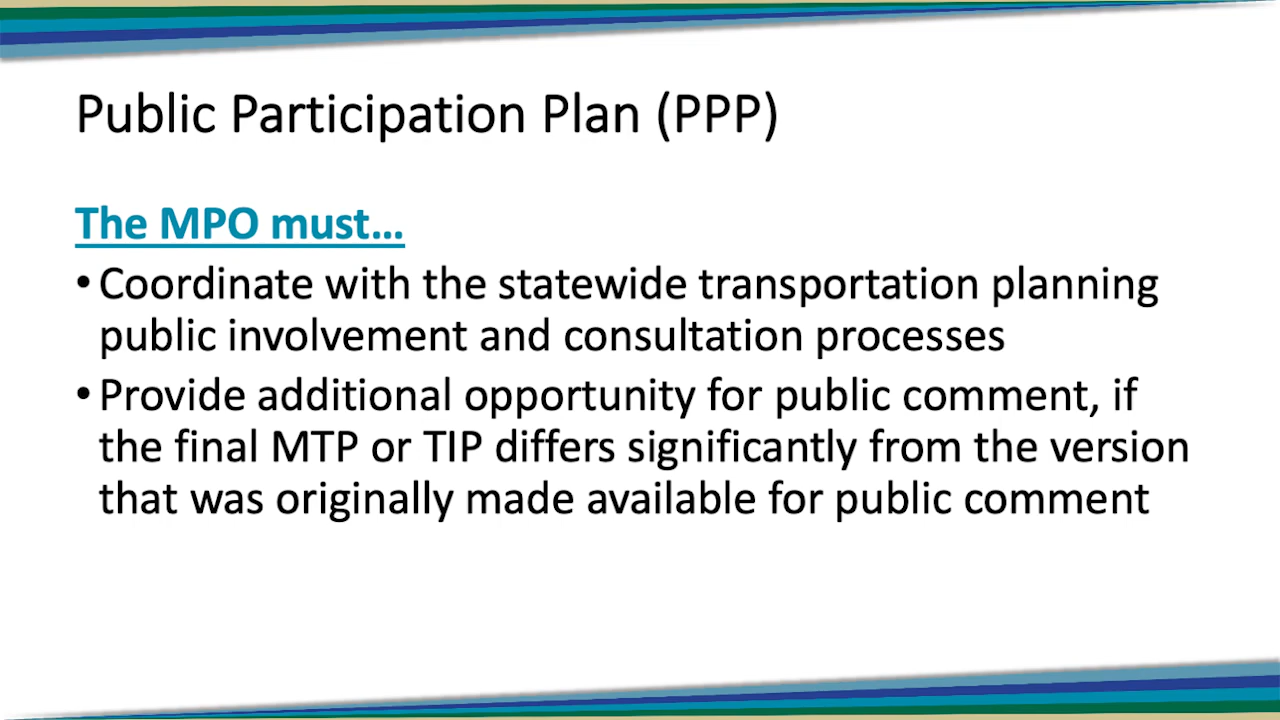 Public Participation Plan (PPP)
The MPO must...
• Coordinate with the statewide transportation planning
public involvement and consultation processes
• Provide additional opportunity for public comment, if
the final MTP or TIP differs significantly from the version
that was originally made available for public comment